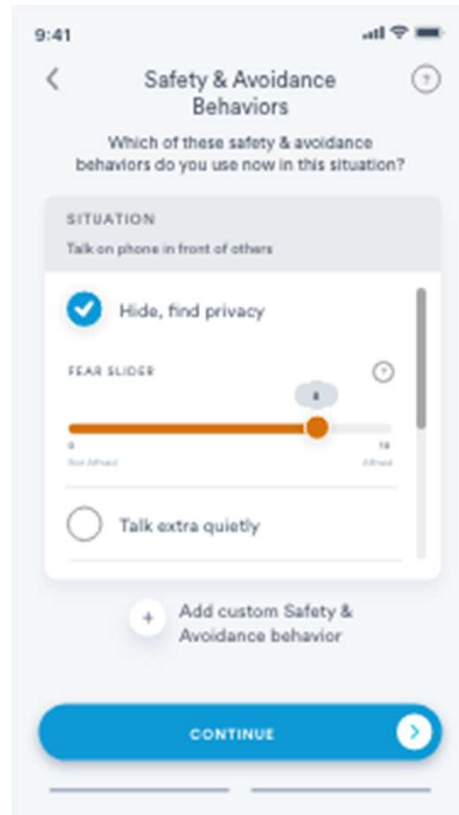 9:41
Safety & Avoidance
Behaviors
Which of these safety & avoidance
behaviors do you use now in this situation?
SITUATION
Talk on phone in front of others
Hide, find privacy
FEAR SLIDER
8
0
10
Not Afraid
Afraid
Talk extra quietly
+ Add custom Safety &
Avoidance behavior
CONTINUE